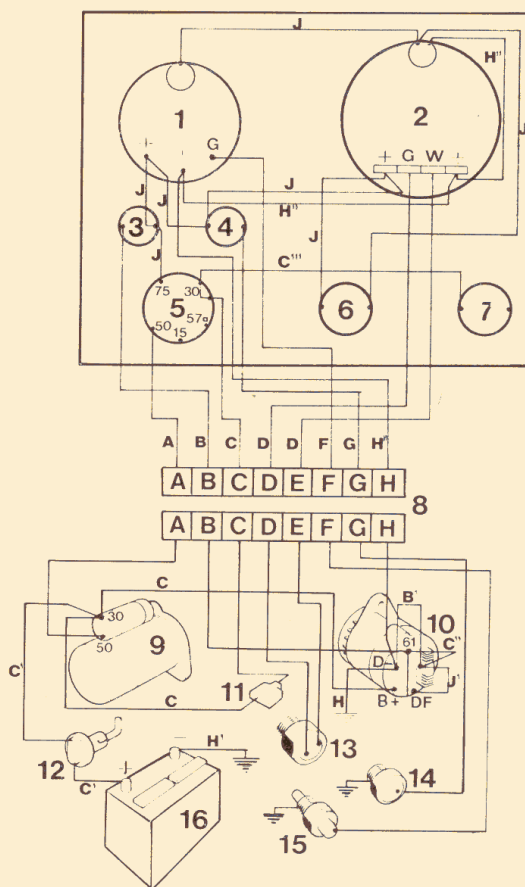 J
H"
J
1
2
+
-
G
+ G W -
J
J
J
H"
J
3
4
C'''
5
75
30
50
15
57
6
7
A B C D D F G H"
A B C D E F G H
8
A B C D E F G H
30
50
9
C
C'
C
11
B'
10
61
C"
D-
H
J'
B+
DF
12
C'
+
-
H'
13
14
15
16